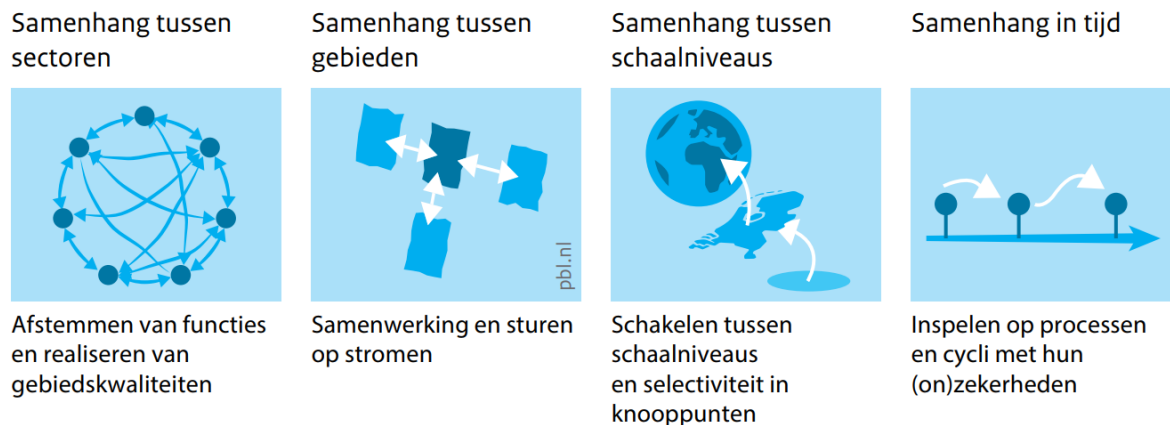 Samenhang tussen
sectoren
Samenhang tussen
gebieden
Samenhang tussen
schaalniveaus
Samenhang in tijd
pbl.nl
Afstemmen van functies
en realiseren van
gebiedskwaliteiten
Samenwerking en sturen
op stromen
Schakelen tussen
schaalniveaus
en selectiviteit in
knooppunten
Inspelen op processen
en cycli met hun
(on)zekerheden